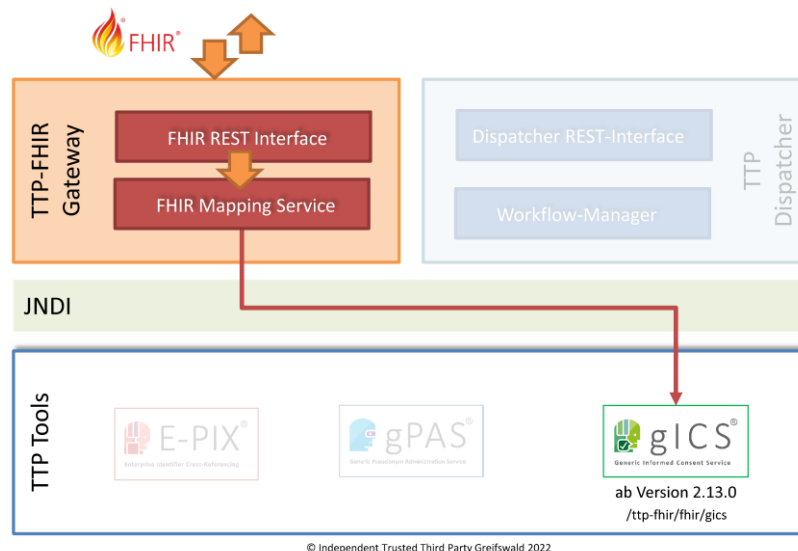 FHIR®
TTP-FHIR
Gateway
FHIR REST Interface
FHIR Mapping Service
Dispatcher REST-Interface
Workflow-Manager
TTP
Dispatcher
JNDI
TTP Tools
E-PIX®
Enterprise Identifier Cross-Referencing
gPAS®
Generic Pseudonym Administration Service
gICS®
Generic Informed Consent Service
ab Version 2.13.0
/ttp-fhir/fhir/gics
© Independent Trusted Third Party Greifswald 2022